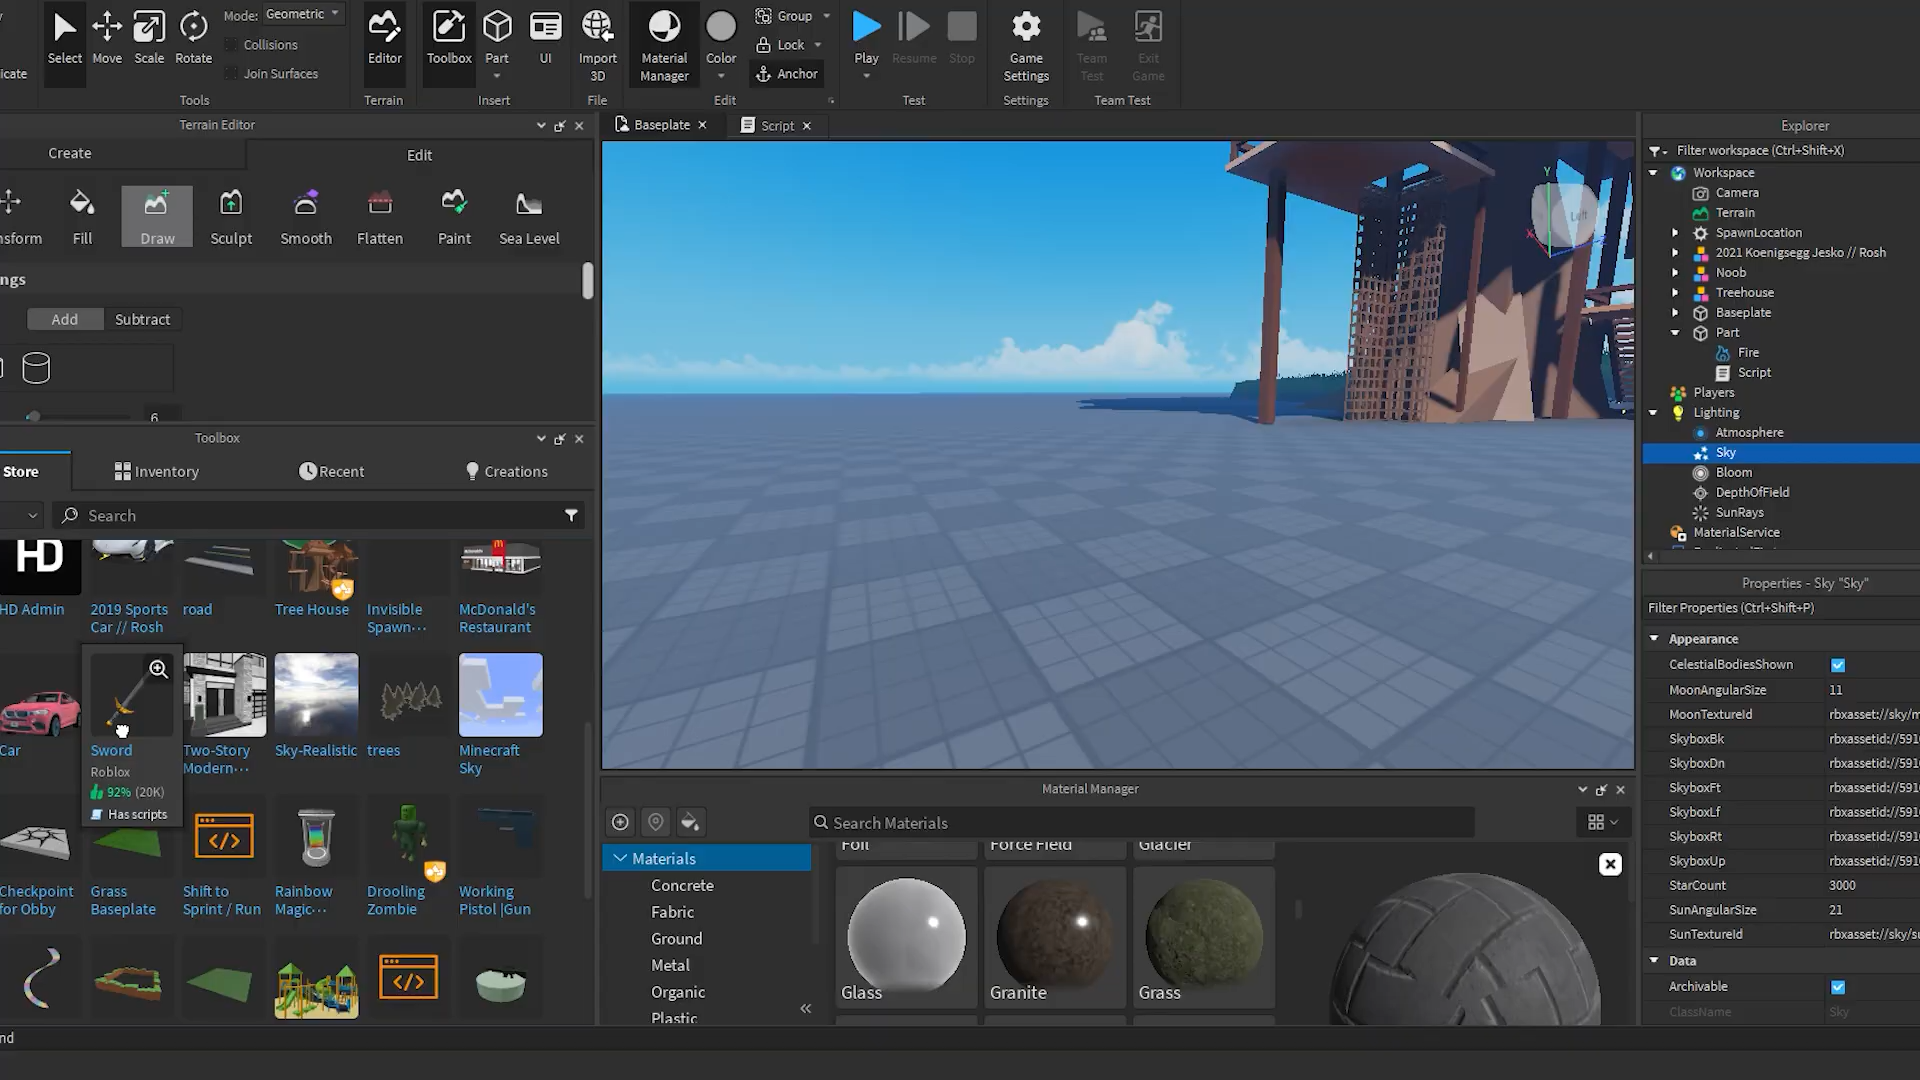 Mode: Geometric
Collisions
Join Surfaces
icate
Select
Move
Scale
Rotate
Tools
Editor
Terrain
Toolbox
Part
UI
Insert
Import
3D
File
Material
Manager
Color
Group
Lock
Anchor
Edit
Play
Resume
Stop
Test
Game
Settings
Settings
Team
Test
Exit
Game
Team Test
Terrain Editor
Create
Edit
nsform
Fill
Draw
Sculpt
Smooth
Flatten
Paint
Sea Level
ngs
Add
Subtract
6
Toolbox
Store
Inventory
Recent
Creations
Search
HD
HD Admin
2019 Sports
Car // Rosh
road
Tree House
Invisible
Spawn···
McDonald's
Restaurant
Car
Sword
Roblox
92% (20K)
Has scripts
Two-Story
Modern···
Sky-Realistic
trees
Minecraft
Sky
Checkpoint
for Obby
Grass
Baseplate
Shift to
Sprint / Run
Rainbow
Magic···
Drooling
Zombie
Working
Pistol |Gun
nd
Baseplate
Script
Y
X
Left
Material Manager
Search Materials
Materials
Concrete
Fabric
Ground
Metal
Organic
Plastic
Foil
Force Field
Glacier
Glass
Granite
Grass
Explorer
Filter workspace (Ctrl+Shift+X)
Workspace
Camera
Terrain
SpawnLocation
2021 Koenigsegg Jesko // Rosh
Noob
Treehouse
Baseplate
Part
Fire
Script
Players
Lighting
Atmosphere
Sky
Bloom
DepthOfField
SunRays
MaterialService
Properties - Sky "Sky"
Filter Properties (Ctrl+Shift+P)
Appearance
CelestialBodiesShown
MoonAngularSize 11
MoonTextureId rbxasset://sky/m
SkyboxBk rbxassetid://591
SkyboxDn rbxassetid://591
SkyboxFt rbxassetid://591
SkyboxLf rbxassetid://591
SkyboxRt rbxassetid://591
SkyboxUp rbxassetid://591
StarCount 3000
SunAngularSize 21
SunTextureId rbxasset://sky/su
Data
Archivable
ClassName Sky